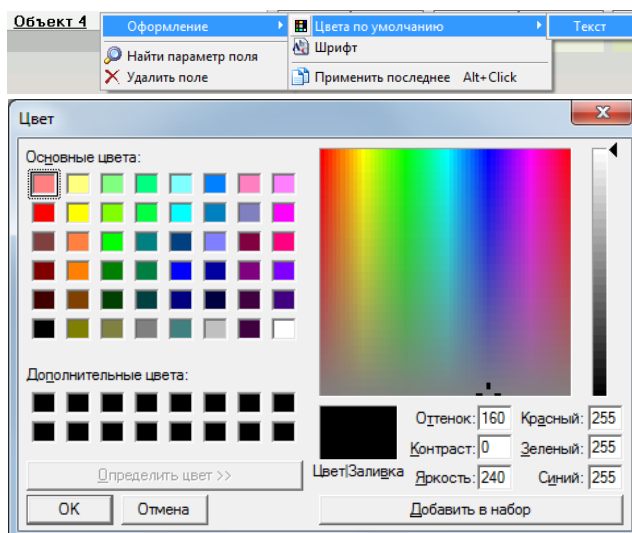 Объект 4
Оформление
Цвета по умолчанию
Текст
Найти параметр поля
Шрифт
Удалить поле
Применить последнее Alt+Click
Цвет
Основные цвета:
Дополнительные цвета:
Определить цвет >>
OK
Отмена
Цвет|Заливка
Оттенок: 160
Красный: 255
Контраст: 0
Зеленый: 255
Яркость: 240
Синий: 255
Добавить в набор